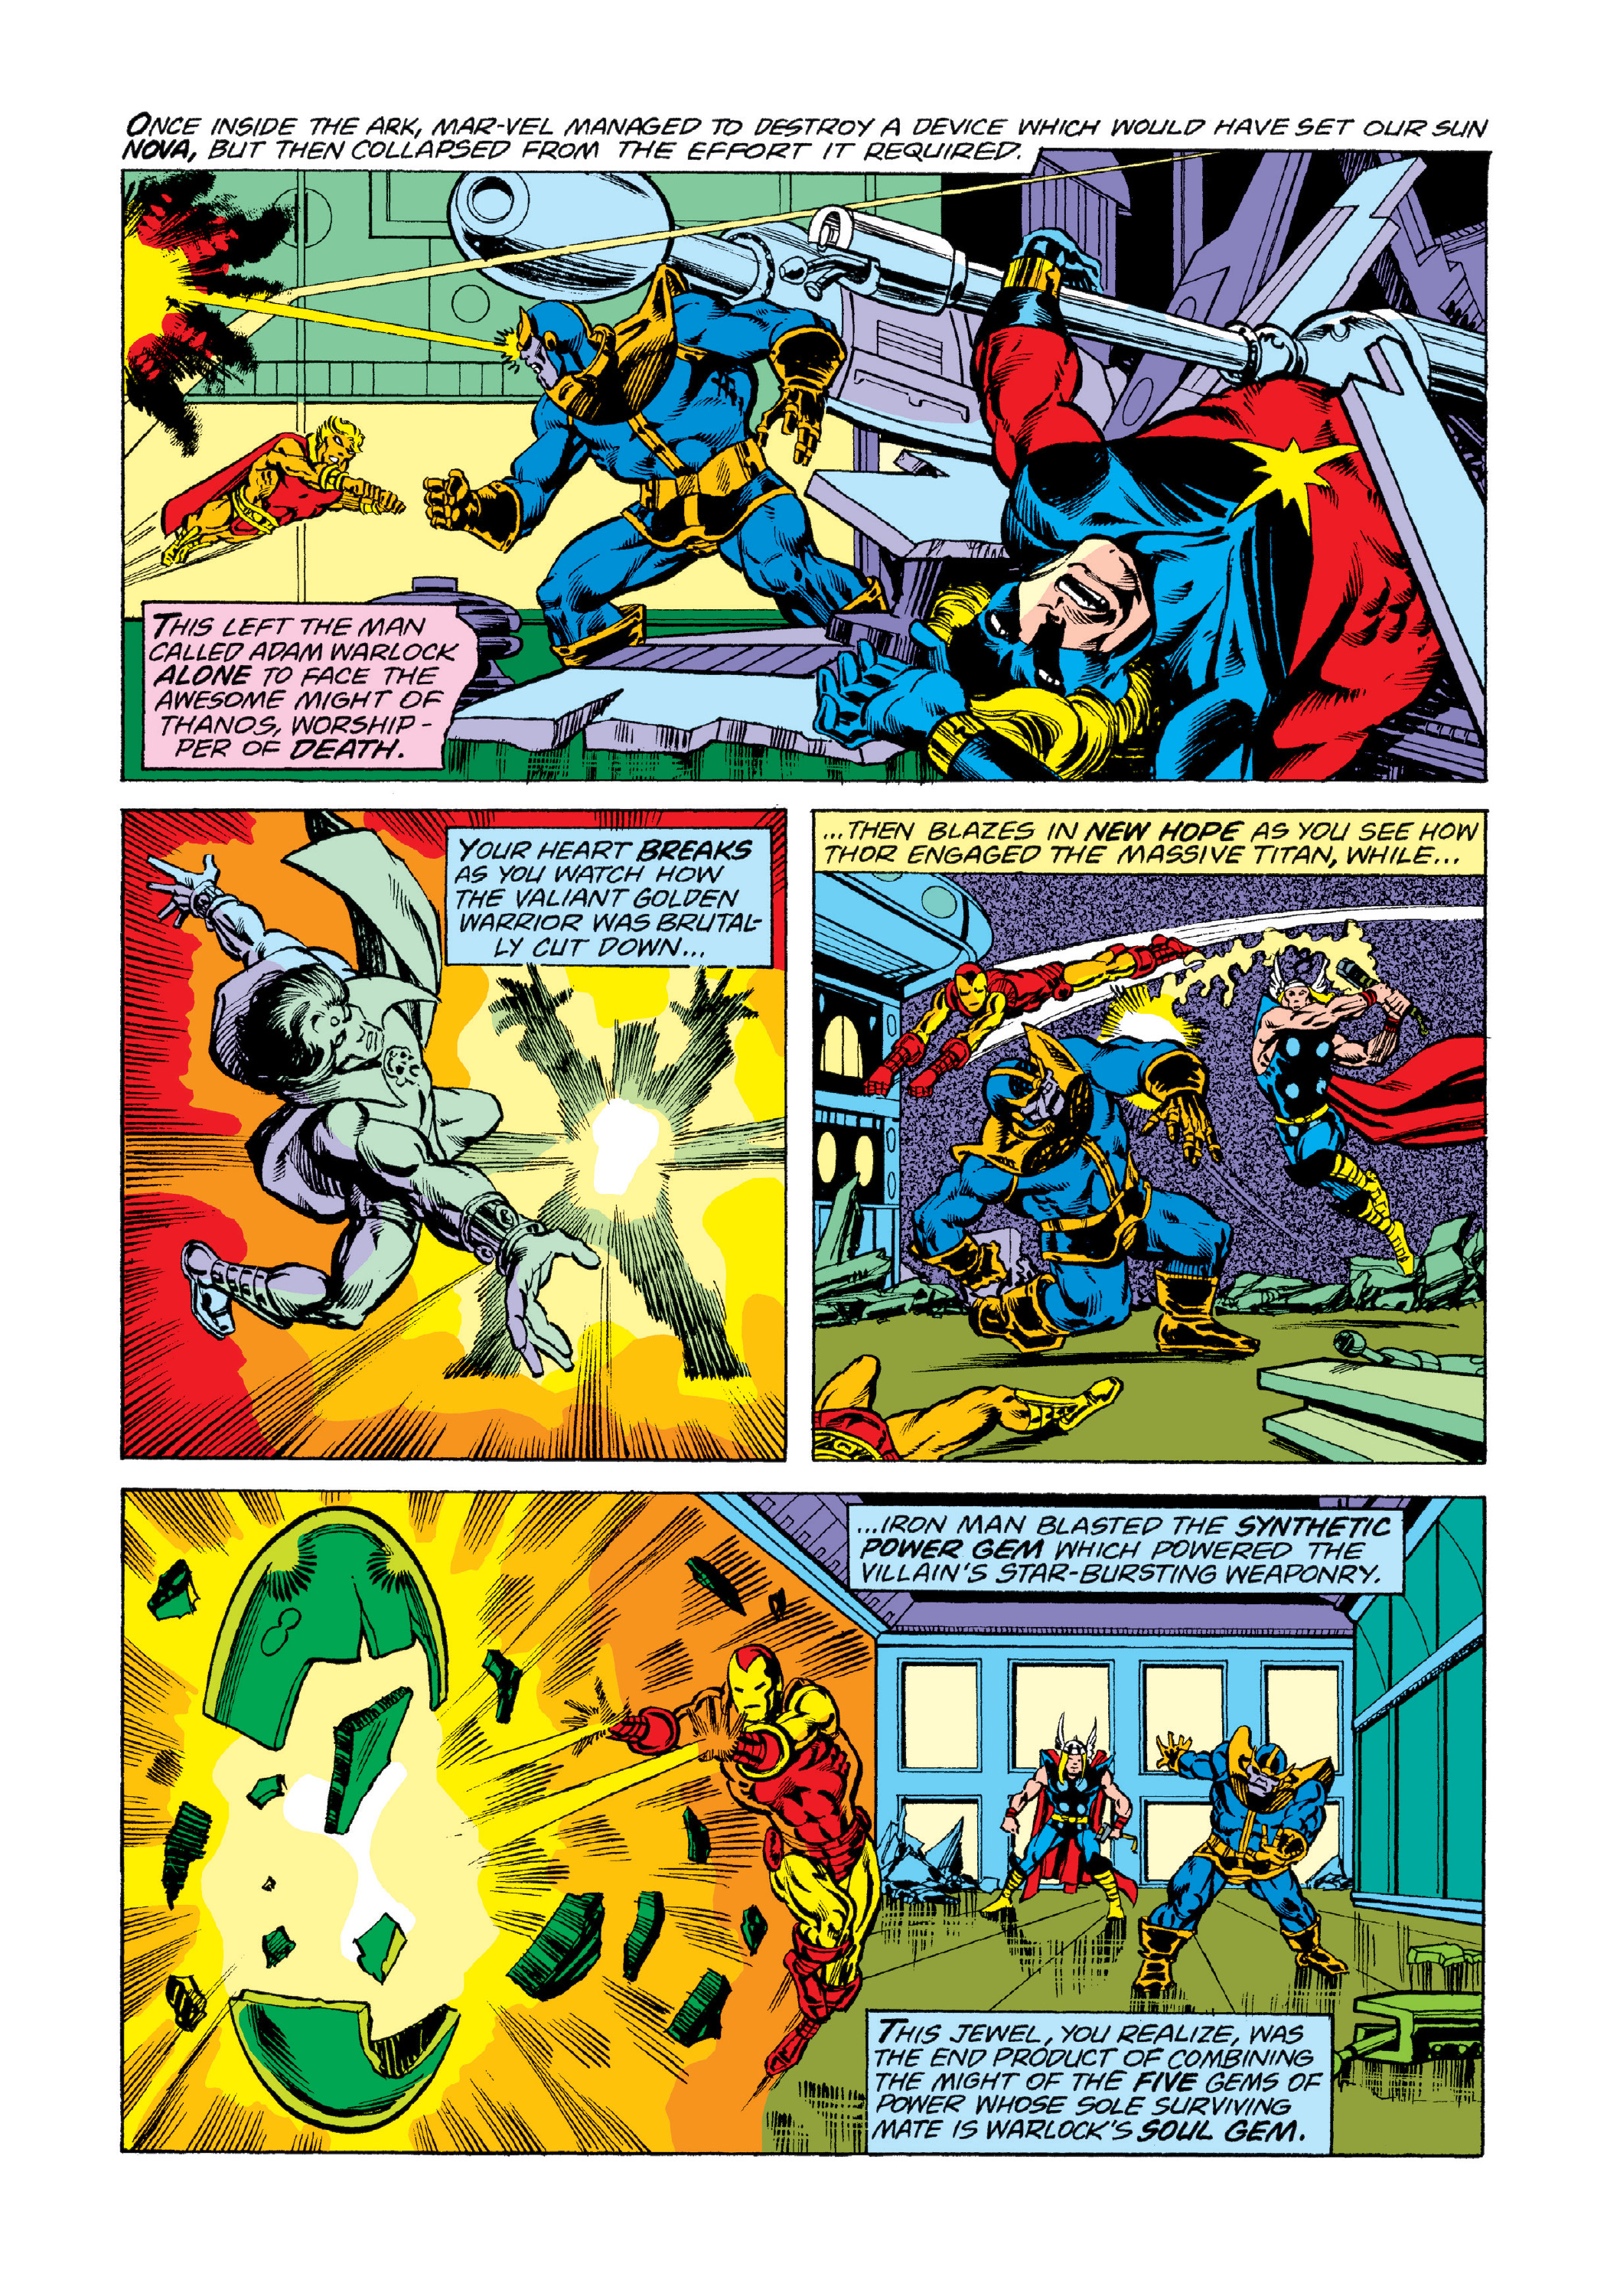 ONCE INSIDE THE ARK, MAR-VEL MANAGED TO DESTROY A DEVICE WHICH WOULD HAVE SET OUR SUN
NOVA, BUT THEN COLLAPSED FROM THE EFFORT IT REQUIRED.
THIS LEFT THE MAN
CALLED ADAM WARLOCK
ALONE TO FACE THE
AWESOME MIGHT OF
THANOS, WORSHIP-
PER OF DEATH.
YOUR HEART BREAKS
AS YOU WATCH HOW
THE VALIANT GOLDEN
WARRIOR WAS BRUTAL-
LY CUT DOWN...
...THEN BLAZES IN NEW HOPE AS YOU SEE HOW
THOR ENGAGED THE MASSIVE TITAN, WHILE...
...IRON MAN BLASTED THE SYNTHETIC
POWER GEM WHICH POWERED THE
VILLAIN'S STAR-BURSTING WEAPONRY.
THIS JEWEL, YOU REALIZE, WAS
THE END PRODUCT OF COMBINING
THE MIGHT OF THE FIVE GEMS OF
POWER WHOSE SOLE SURVIVING
MATE IS WARLOCK'S SOUL GEM.